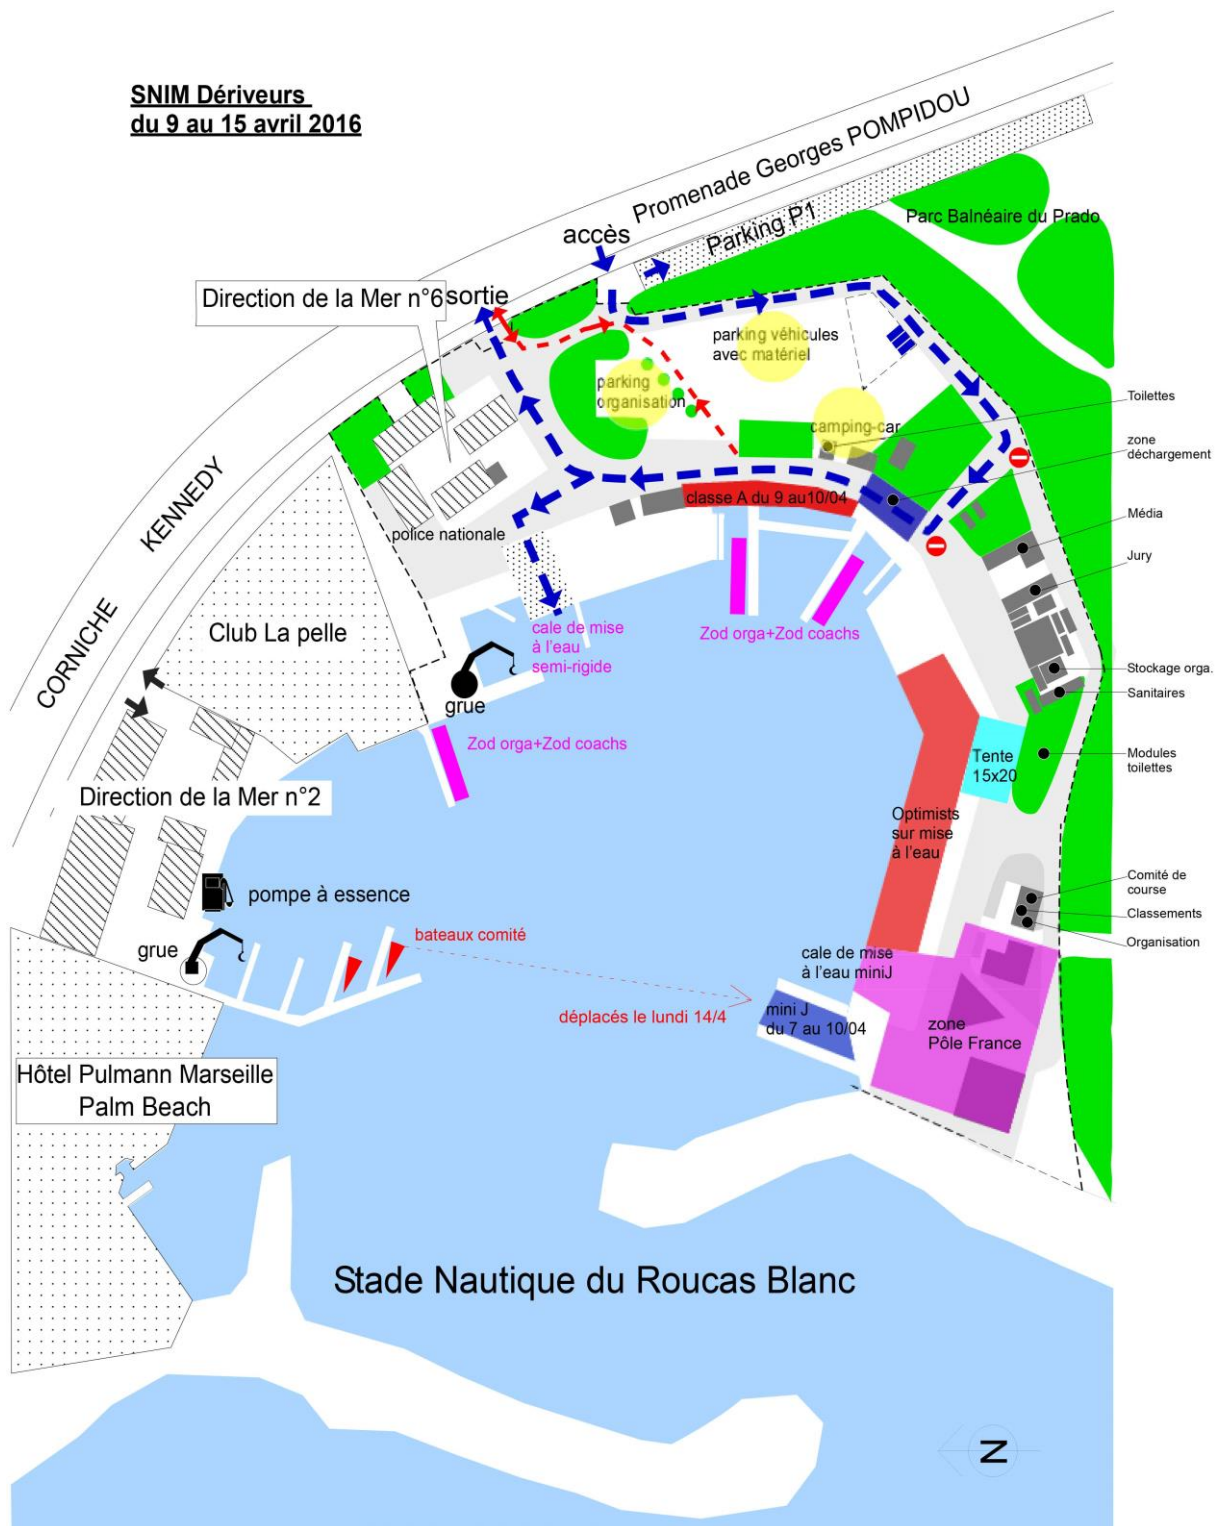 SNIM Dériveurs
du 9 au 15 avril 2016
Promenade Georges POMPIDOU
Parking P1
Parc Balnéaire du Prado
accès
Direction de la Mer n°6
sortie
parking véhicules
avec matériel
parking
organisation
camping-car
Toilettes
zone
déchargement
classe A du 9 au10/04
Média
police nationale
Jury
KENNEDY
CORNICHE
Club La pelle
cale de mise
à l'eau
semi-rigide
Zod orga+Zod coachs
Stockage orga.
Sanitaires
grue
Zod orga+Zod coachs
Tente
15x20
Modules
toilettes
Direction de la Mer n°2
Optimists
sur mise
à l'eau
pompe à essence
Comité de
course
Classements
Organisation
bateaux comité
grue
cale de mise
à l'eau miniJ
déplacés le lundi 14/4
mini J
du 7 au 10/04
zone
Pôle France
Hôtel Pulmann Marseille
Palm Beach
Stade Nautique du Roucas Blanc
N